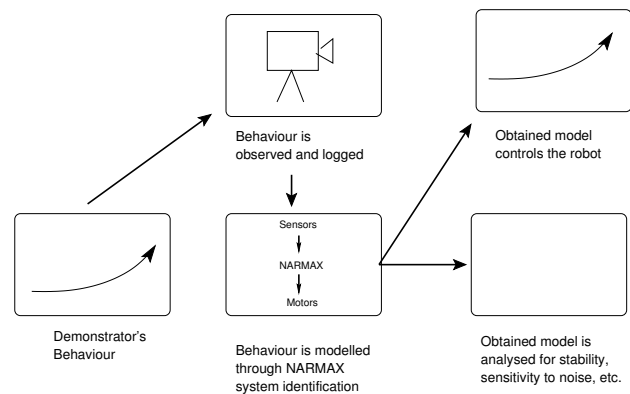 Behaviour is
observed and logged
Obtained model
controls the robot
Sensors
NARMAX
Motors
Demonstrator's
Behaviour
Behaviour is modelled
through NARMAX
system identification
Obtained model is
analysed for stability,
sensitivity to noise, etc.